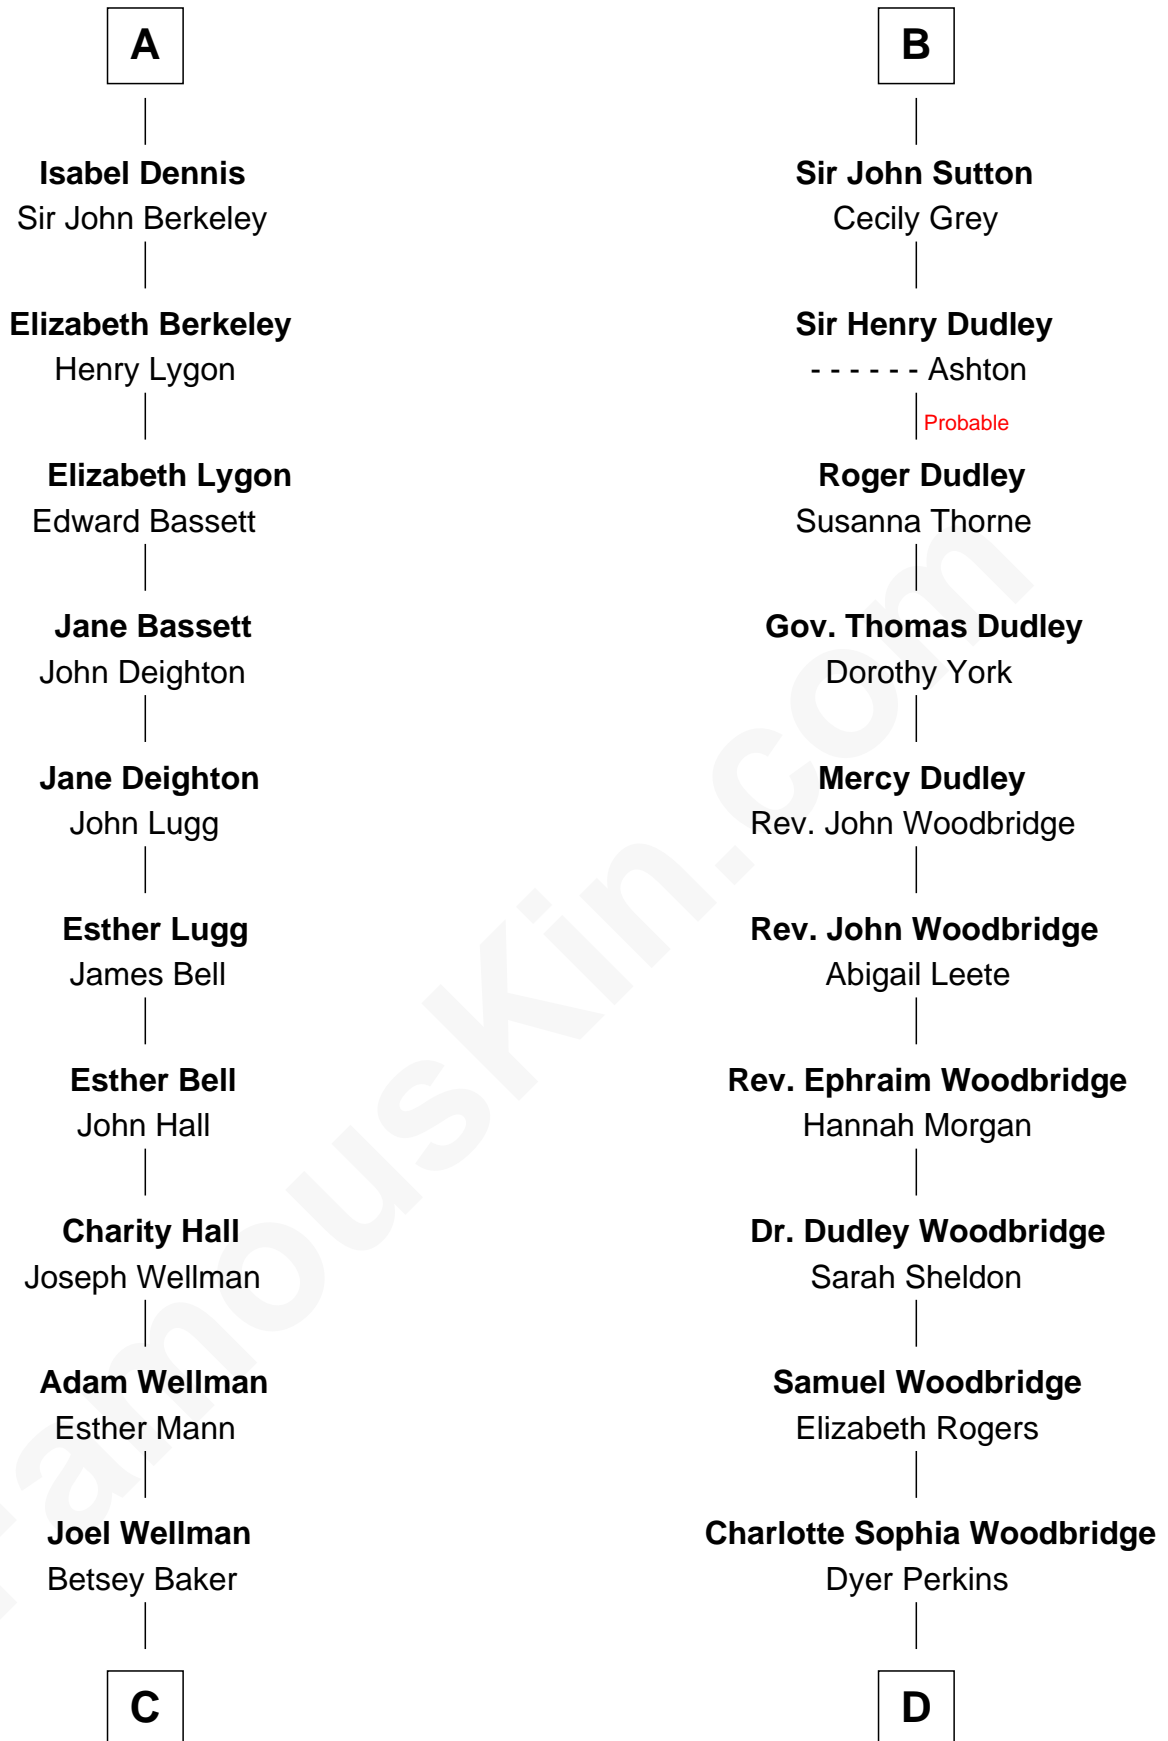 A
Isabel Dennis
Sir John Berkeley
Elizabeth Berkeley
Henry Lygon
Elizabeth Lygon
Edward Bassett
Jane Bassett
John Deighton
Jane Deighton
John Lugg
Esther Lugg
James Bell
Esther Bell
John Hall
Charity Hall
Joseph Wellman
Adam Wellman
Esther Mann
Joel Wellman
Betsey Baker
C
B
Sir John Sutton
Cecily Grey
Sir Henry Dudley
- - - - - - Ashton
Probable
Roger Dudley
Susanna Thorne
Gov. Thomas Dudley
Dorothy York
Mercy Dudley
Rev. John Woodbridge
Rev. John Woodbridge
Abigail Leete
Rev. Ephraim Woodbridge
Hannah Morgan
Dr. Dudley Woodbridge
Sarah Sheldon
Samuel Woodbridge
Elizabeth Rogers
Charlotte Sophia Woodbridge
Dyer Perkins
D
FamousKin.com